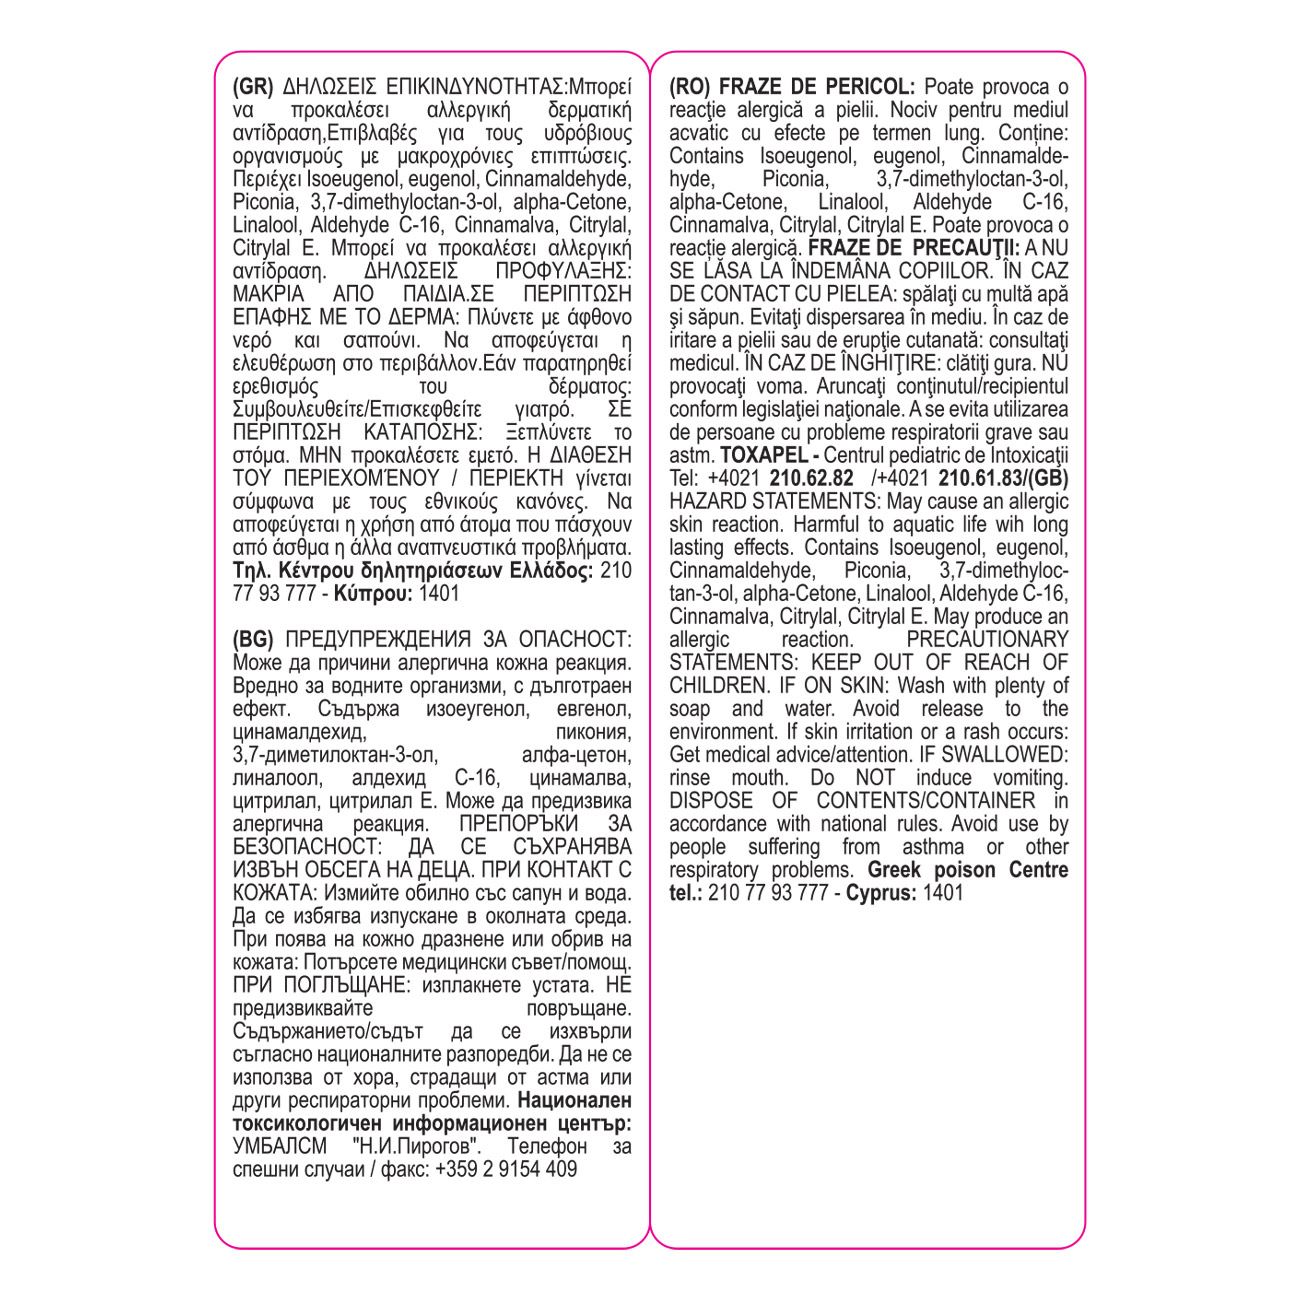 (GR) ΔΗΛΩΣΕΙΣ ΕΠΙΚΙΝΔΥΝΟΤΗΤΑΣ:Μπορεί
να προκαλέσει αλλεργική δερματική
αντίδραση,Επιβλαβές για τους υδρόβιους
οργανισμούς με μακροχρόνιες επιπτώσεις.
Περιέχει Isoeugenol, eugenol, Cinnamaldehyde,
Piconia, 3,7-dimethyloctan-3-ol, alpha-Cetone,
Linalool, Aldehyde C-16, Cinnamalva, Citrylal,
Citrylal E. Μπορεί να προκαλέσει αλλεργική
αντίδραση. ΔΗΛΩΣΕΙΣ ΠΡΟΦΥΛΑΞΗΣ:
ΜΑΚΡΙΑ ΑΠΟ ΠΑΙΔΙΑ.ΣΕ ΠΕΡΙΠΤΩΣΗ
ΕΠΑΦΗΣ ΜΕ ΤΟ ΔΕΡΜΑ: Πλύνετε με άφθονο
νερό και σαπούνι. Να αποφεύγεται η
ελευθέρωση στο περιβάλλον.Εάν παρατηρηθεί
ερεθισμός του δέρματος:
Συμβουλευθείτε/Επισκεφθείτε γιατρό. ΣΕ
ΠΕΡΙΠΤΩΣΗ ΚΑΤΑΠΟΣΗΣ: Ξεπλύνετε το
στόμα. ΜΗΝ προκαλέσετε εμετό. Η ΔΙΑΘΕΣΗ
ΤΟΥ ΠΕΡΙΕΧΟΜΈΝΟΥ / ΠΕΡΙΕΚΤΗ γίνεται
σύμφωνα με τους εθνικούς κανόνες. Να
αποφεύγεται η χρήση από άτομα που πάσχουν
από άσθμα η άλλα αναπνευστικά προβλήματα.
Τηλ. Κέντρου δηλητηριάσεων Ελλάδος: 210
77 93 777 - Κύπρου: 1401
(BG) ПРЕДУПРЕЖДЕНИЯ ЗА ОПАСНОСТ:
Може да причини алергична кожна реакция.
Вредно за водните организми, с дълготраен
ефект. Съдържа изоеугенол, евгенол,
цинамалдехид, пикония,
3,7-диметилоктан-3-ол, алфа-цетон,
линалоол, алдехид С-16, цинамалва,
цитрилал, цитрилал Е. Може да предизвика
алергична реакция. ПРЕПОРЪКИ ЗА
БЕЗОПАСНОСТ: ДА СЕ СЪХРАНЯВА
ИЗВЪН ОБСЕГА НА ДЕЦА. ПРИ КОНТАКТ С
КОЖАТА: Измийте обилно със сапун и вода.
Да се избягва изпускане в околната среда.
При поява на кожно дразнене или обрив на
кожата: Потърсете медицински съвет/помощ.
ПРИ ПОГЛЪЩАНЕ: изплакнете устата. НЕ
предизвиквайте повръщане.
Съдържанието/съдът да се изхвърли
съгласно националните разпоредби. Да не се
използва от хора, страдащи от астма или
други респираторни проблеми. Национален
токсикологичен информационен център:
УМБАЛСМ "Н.И.Пирогов". Телефон за
спешни случаи / факс: +359 2 9154 409
(RO) FRAZE DE PERICOL: Poate provoca o
reacţie alergică a pielii. Nociv pentru mediul
acvatic cu efecte pe termen lung. Conține:
Contains Isoeugenol, eugenol, Cinnamalde-
hyde, Piconia, 3,7-dimethyloctan-3-ol,
alpha-Cetone, Linalool, Aldehyde C-16,
Cinnamalva, Citrylal, Citrylal E. Poate provoca o
reacție alergică. FRAZE DE PRECAUŢII: A NU
SE LĂSA LA ÎNDEMÂNA COPIILOR. ÎN CAZ
DE CONTACT CU PIELEA: spălaţi cu multă apă
şi săpun. Evitaţi dispersarea în mediu. În caz de
iritare a pielii sau de erupţie cutanată: consultaţi
medicul. ÎN CAZ DE ÎNGHIŢIRE: clătiţi gura. NU
provocaţi voma. Aruncaţi conţinutul/recipientul
conform legislaţiei naţionale. A se evita utilizarea
de persoane cu probleme respiratorii grave sau
astm. TOXAPEL - Centrul pediatric de Intoxicaţii
Tel: +4021 210.62.82 /+4021 210.61.83/(GB)
HAZARD STATEMENTS: May cause an allergic
skin reaction. Harmful to aquatic life wih long
lasting effects. Contains Isoeugenol, eugenol,
Cinnamaldehyde, Piconia, 3,7-dimethyloc-
tan-3-ol, alpha-Cetone, Linalool, Aldehyde C-16,
Cinnamalva, Citrylal, Citrylal E. May produce an
allergic reaction. PRECAUTIONARY
STATEMENTS: KEEP OUT OF REACH OF
CHILDREN. IF ON SKIN: Wash with plenty of
soap and water. Avoid release to the
environment. If skin irritation or a rash occurs:
Get medical advice/attention. IF SWALLOWED:
rinse mouth. Do NOT induce vomiting.
DISPOSE OF CONTENTS/CONTAINER in
accordance with national rules. Avoid use by
people suffering from asthma or other
respiratory problems. Greek poison Centre
tel.: 210 77 93 777 - Cyprus: 1401